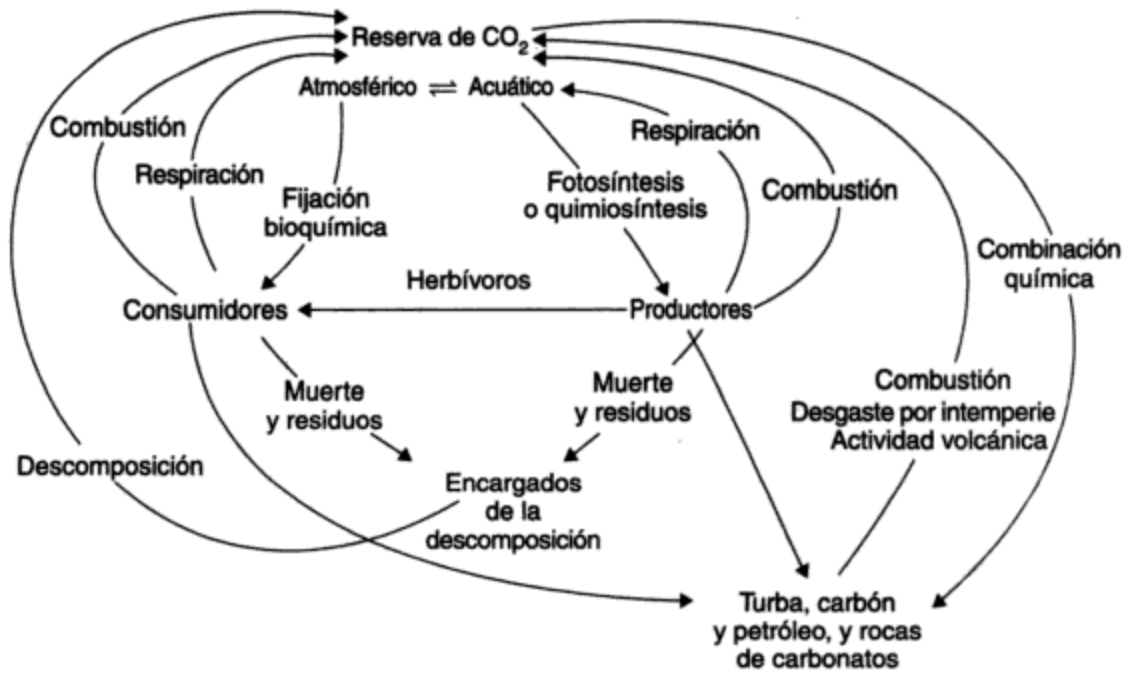 Reserva de CO2
Atmosférico ⇌ Acuático
Combustión
Respiración
Respiración
Fijación
bioquímica
Fotosíntesis
o quimiosíntesis
Combustión
Combinación
química
Herbívoros
Consumidores
Productores
Muerte
y residuos
Muerte
y residuos
Combustión
Desgaste por intemperie
Actividad volcánica
Descomposición
Encargados
de la
descomposición
Turba, carbón
y petróleo, y rocas
de carbonatos